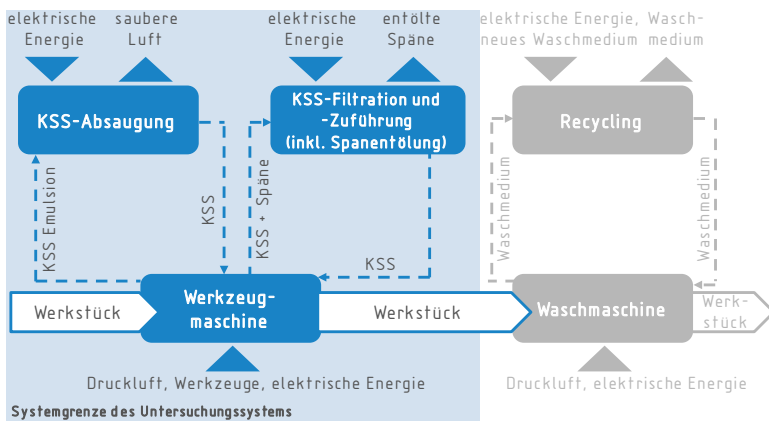 elektrische
Energie
saubere
Luft
elektrische
Energie
entölte
Späne
elektrische Energie,
neues Waschmedium
Wasch-
medium
KSS-Absaugung
KSS-Filtration und
-Zuführung
(inkl. Spanentölung)
Recycling
KSS Emulsion
KSS
KSS + Späne
KSS
Waschmedium
Waschmedium
Werkstück
Werkzeug-
maschine
Werkstück
Waschmaschine
Werk-
stück
Druckluft, Werkzeuge, elektrische Energie
Druckluft, elektrische Energie
Systemgrenze des Untersuchungssystems